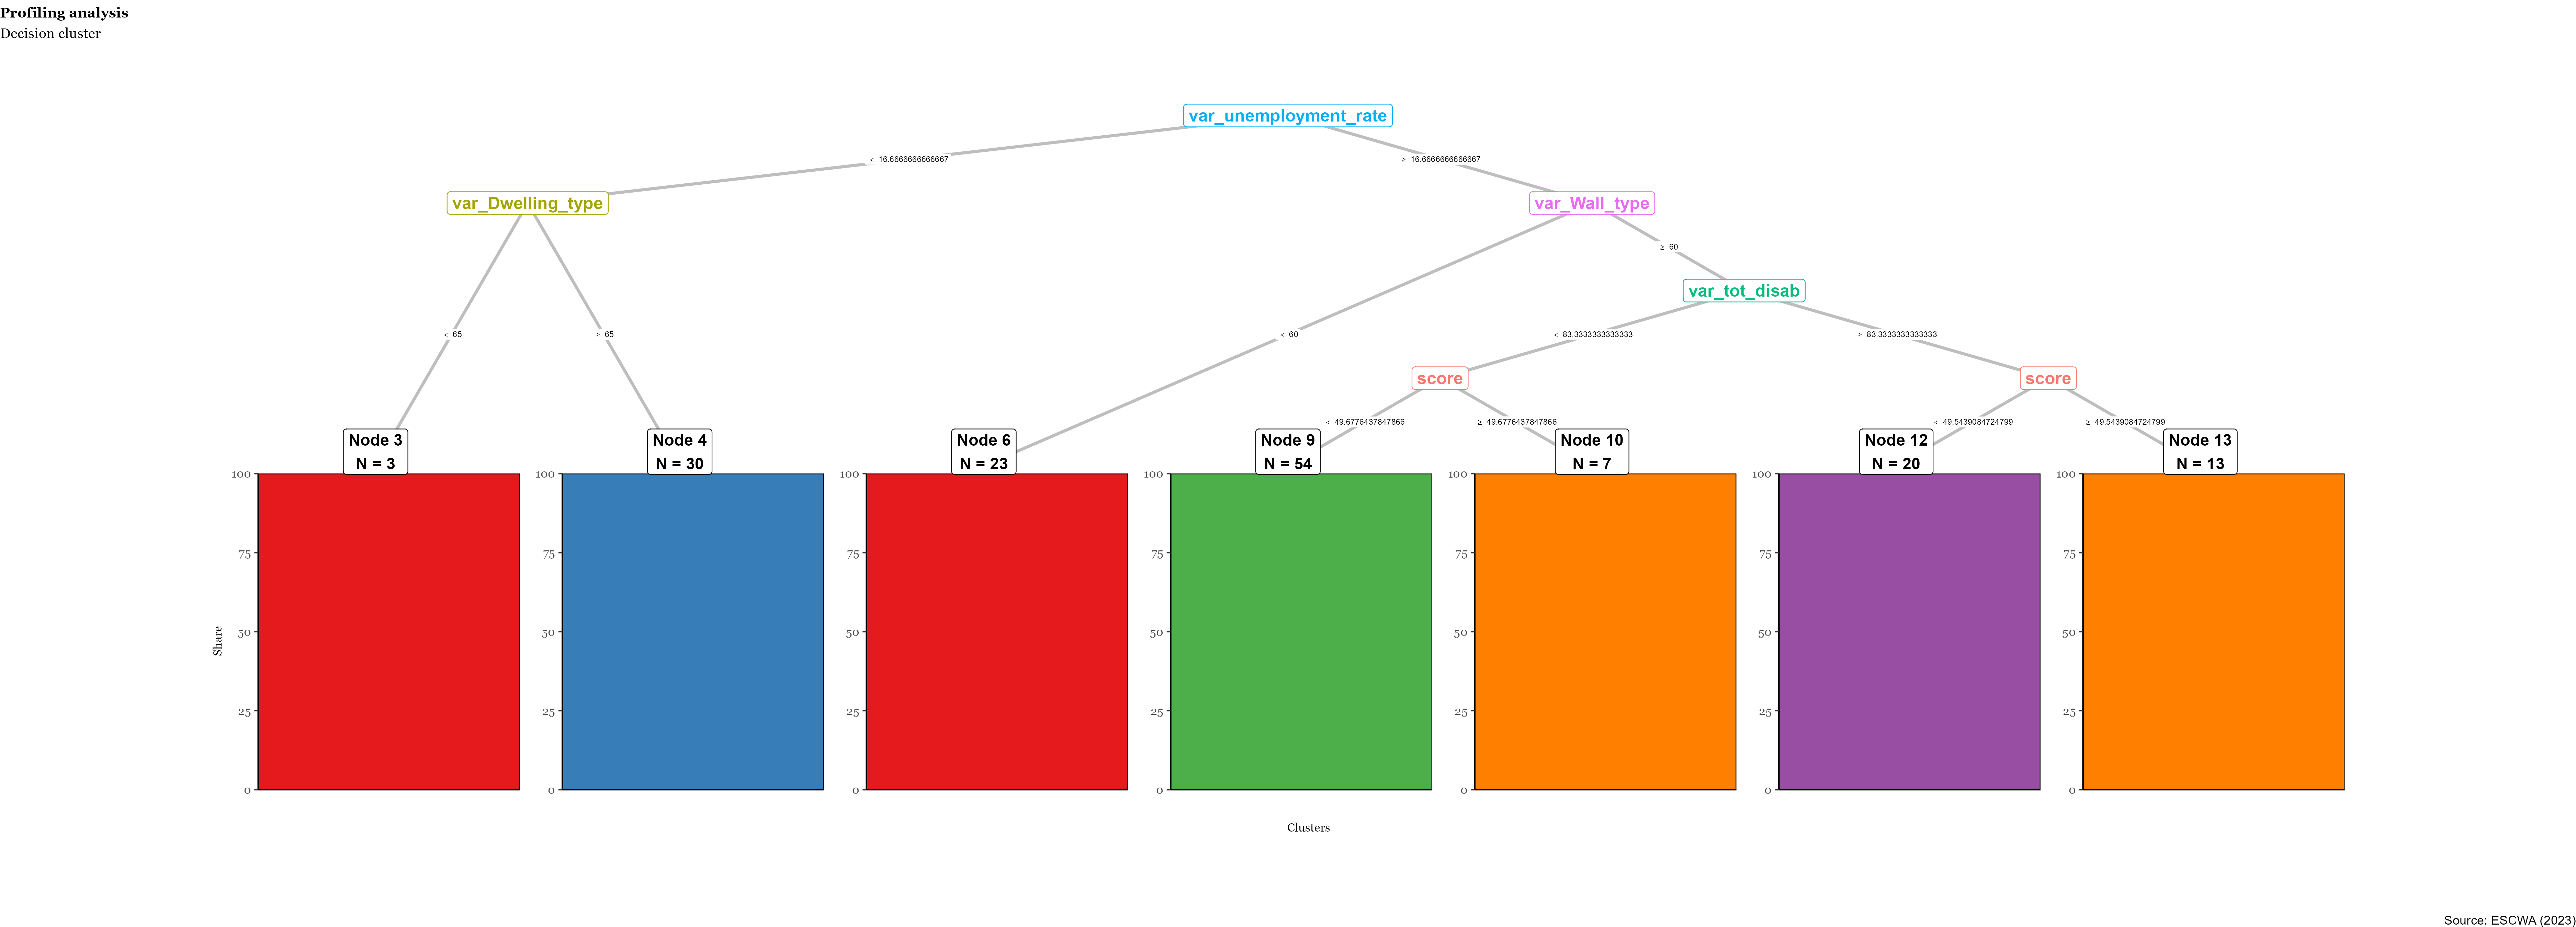 Profiling analysis
Decision cluster
var_unemployment_rate
< 16.6666666666667
≥ 16.6666666666667
var_Dwelling_type
var_Wall_type
≥ 60
var_tot_disab
< 65
≥ 65
< 60
< 83.3333333333333
≥ 83.3333333333333
score
score
< 49.6776437847866
≥ 49.6776437847866
< 49.5439084724799
≥ 49.5439084724799
Node 3
N = 3
Node 4
N = 30
Node 6
N = 23
Node 9
N = 54
Node 10
N = 7
Node 12
N = 20
Node 13
N = 13
Share
100
75
50
25
0
100
75
50
25
0
100
75
50
25
0
100
75
50
25
0
100
75
50
25
0
100
75
50
25
0
100
75
50
25
0
Clusters
Source: ESCWA (2023)